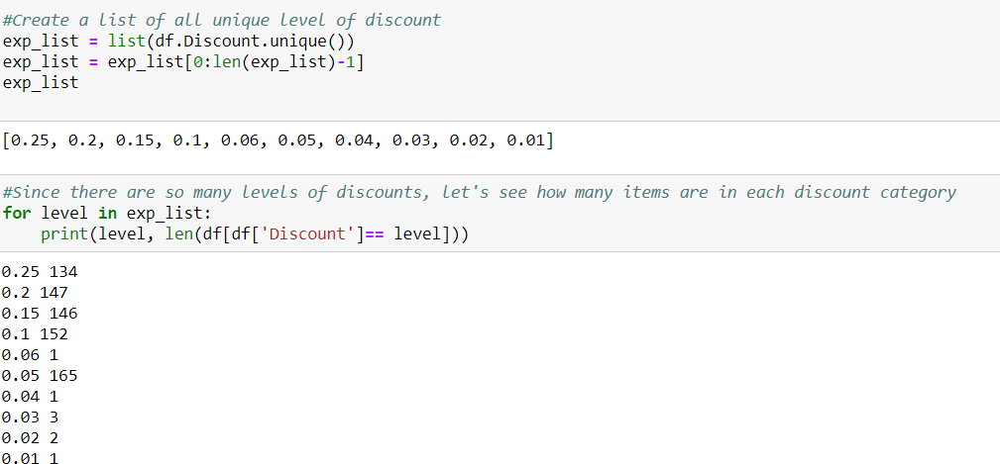 #Create a list of all unique level of discount
exp_list = list(df.Discount.unique())
exp_list = exp_list[0:len(exp_list)-1]
exp_list
[0.25, 0.2, 0.15, 0.1, 0.06, 0.05, 0.04, 0.03, 0.02, 0.01]
#Since there are so many levels of discounts, let's see how many items are in each discount category
for level in exp_list:
    print(level, len(df[df['Discount']== level]))
0.25 134
0.2 147
0.15 146
0.1 152
0.06 1
0.05 165
0.04 1
0.03 3
0.02 2
0.01 1